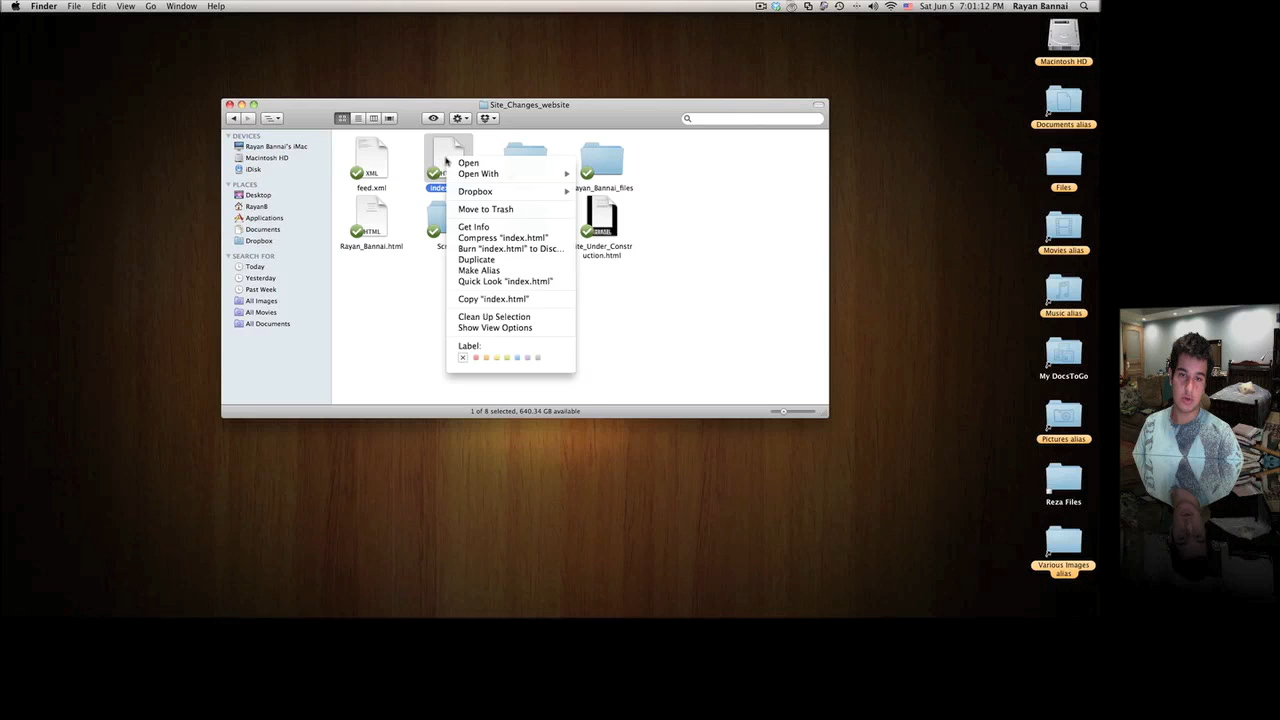 Finder File Edit View Go Window Help
Sat Jun 5 7:01:12 PM Rayan Bannai
Macintosh HD
Documents alias
Files
Movies alias
Music alias
My DocsToGo
Pictures alias
Reza Files
Various Images
alias
Site_Changes_website
DEVICES
Rayan Bannai's iMac
Macintosh HD
iDisk
PLACES
Desktop
RayanB
Applications
Documents
Dropbox
SEARCH FOR
Today
Yesterday
Past Week
All Images
All Movies
All Documents
XML
feed.xml
index
ayan_Bannai_files
HTML
Rayan_Bannai.html
Scr
ite_Under_Constr
uction.html
Open
Open With
Dropbox
Move to Trash
Get Info
Compress "index.html"
Burn "index.html" to Disc...
Duplicate
Make Alias
Quick Look "index.html"
Copy "index.html"
Clean Up Selection
Show View Options
Label:
1 of 8 selected, 640.34 GB available